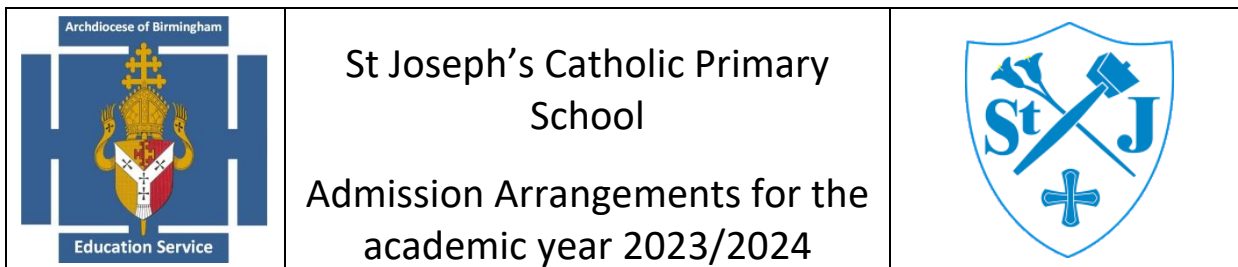 Archdiocese of Birmingham
Education Service
St Joseph’s Catholic Primary
School
Admission Arrangements for the
academic year 2023/2024
St J